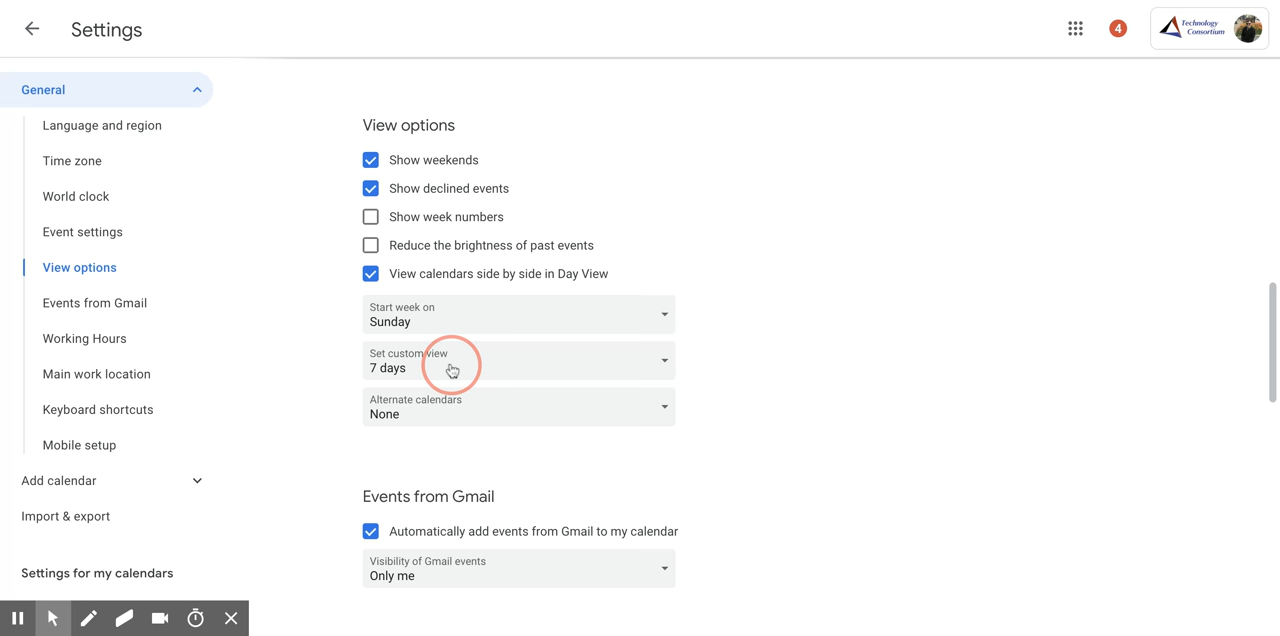 Settings
4
Technology
Consortium
General
Language and region
Time zone
World clock
Event settings
View options
Events from Gmail
Working Hours
Main work location
Keyboard shortcuts
Mobile setup
Add calendar
Import & export
Settings for my calendars
View options
Show weekends
Show declined events
Show week numbers
Reduce the brightness of past events
View calendars side by side in Day View
Start week on
Sunday
Set custom view
7 days
Alternate calendars
None
Events from Gmail
Automatically add events from Gmail to my calendar
Visibility of Gmail events
Only me